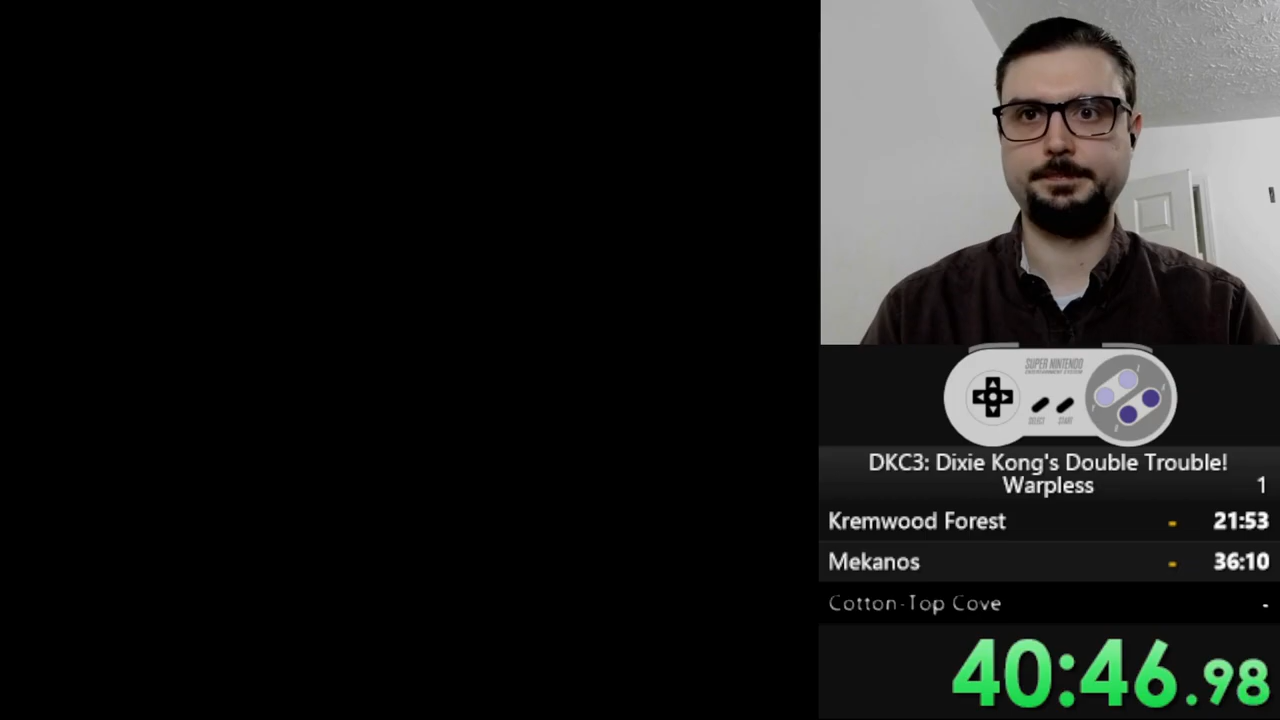 SUPER NINTENDO
ENTERTAINMENT SYSTEM
SELECT
START
DKC3: Dixie Kong's Double Trouble!
Warpless 1
Kremwood Forest - 21:53
Mekanos - 36:10
Cotton-Top Cove -
40:46.98